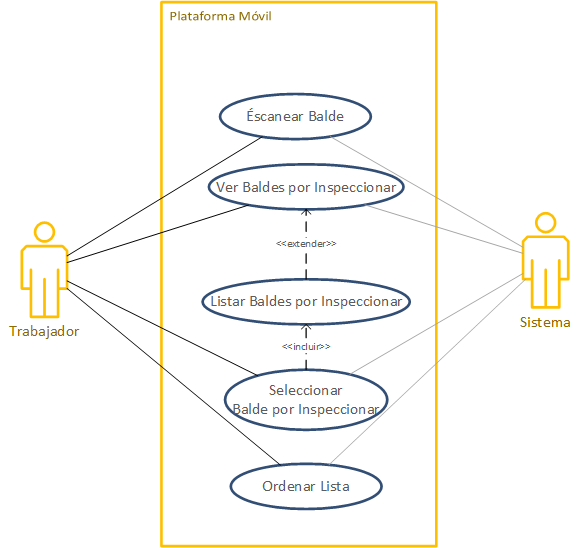 Plataforma Móvil
Éscanear Balde
Ver Baldes por Inspeccionar
<<extender>>
Listar Baldes por Inspeccionar
<<incluir>>
Seleccionar
Balde por Inspeccionar
Ordenar Lista
Trabajador
Sistema